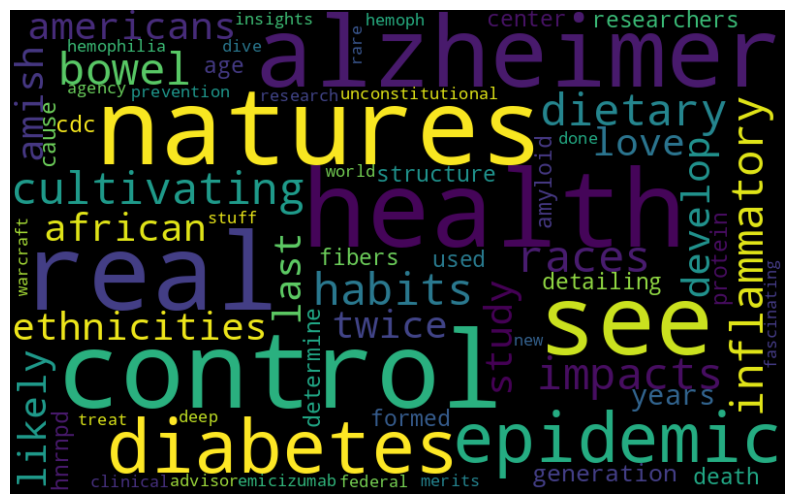 americans insights hemoph center researchers
hemophilia dive rare alzheimer
bowel age
agency prevention research unconstitutional
amish cdc cause natures dietary
done love
world structure amyloid
cultivating health develop inflammatory
african stuff
warcraft real last fibers used races protein
habits detailing fascinating
ethnicities determine twice study new see
control impacts
likely years
hnrnpd treat deep formed
diabetes epidemic
clinical advisor emicizumab federal merits generation death